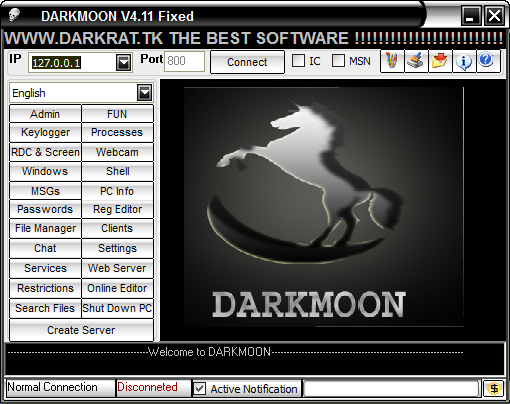 DARKMOON V4.11 Fixed
WWW.DARKRAT.TK THE BEST SOFTWARE !!!!!!!!!!!!!!!!!!!!!!!!!!!
IP 127.0.0.1 Port 800 Connect IC MSN
English
Admin FUN
Keylogger Processes
RDC & Screen Webcam
Windows Shell
MSGs PC Info
Passwords Reg Editor
File Manager Clients
Chat Settings
Services Web Server
Restrictions Online Editor
Search Files Shut Down PC
Create Server
DARKMOON
------------------------------------------Welcome to DARKMOON------------------------------------------------------
Normal Connection Disconneted Active Notification $